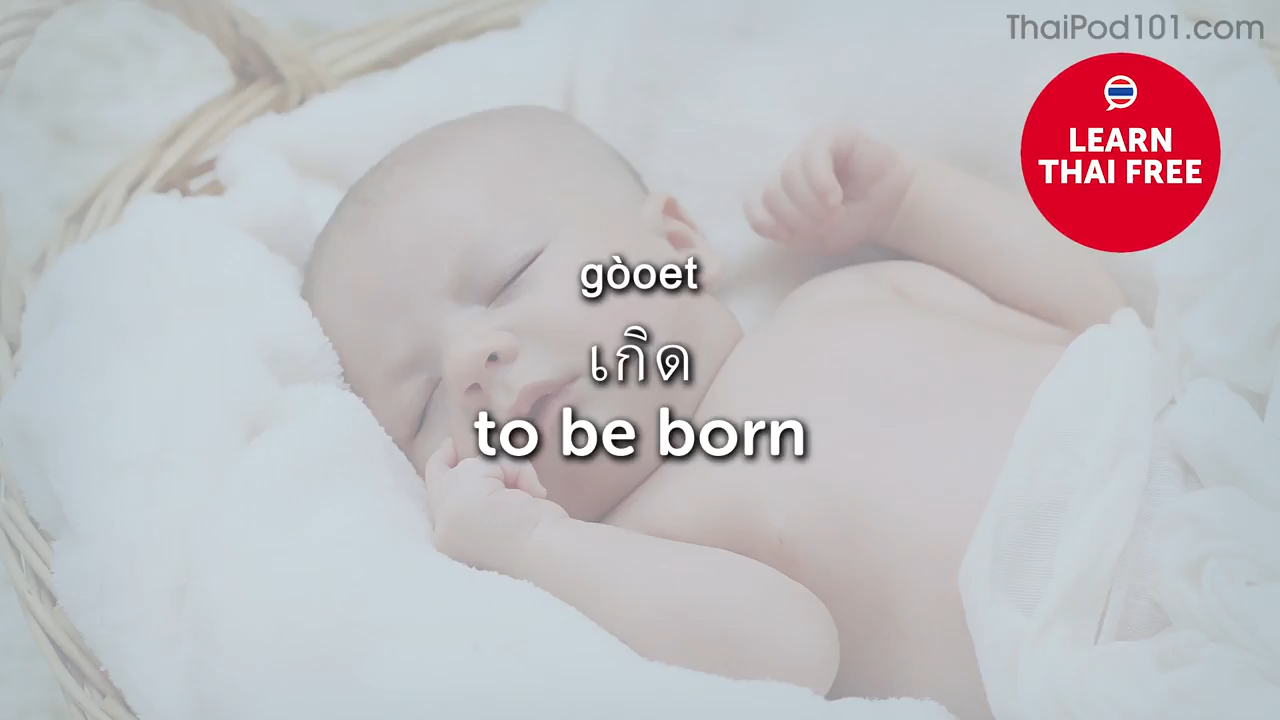 ThaiPod101.com
LEARN
THAI FREE
gòoet
เกิด
to be born